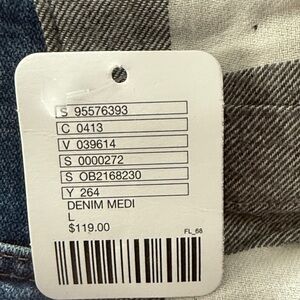 S 95576393
C 0413
V 039614
S 0000272
S OB2168230
Y 264
DENIM MEDI
L
$119.00
FL_68